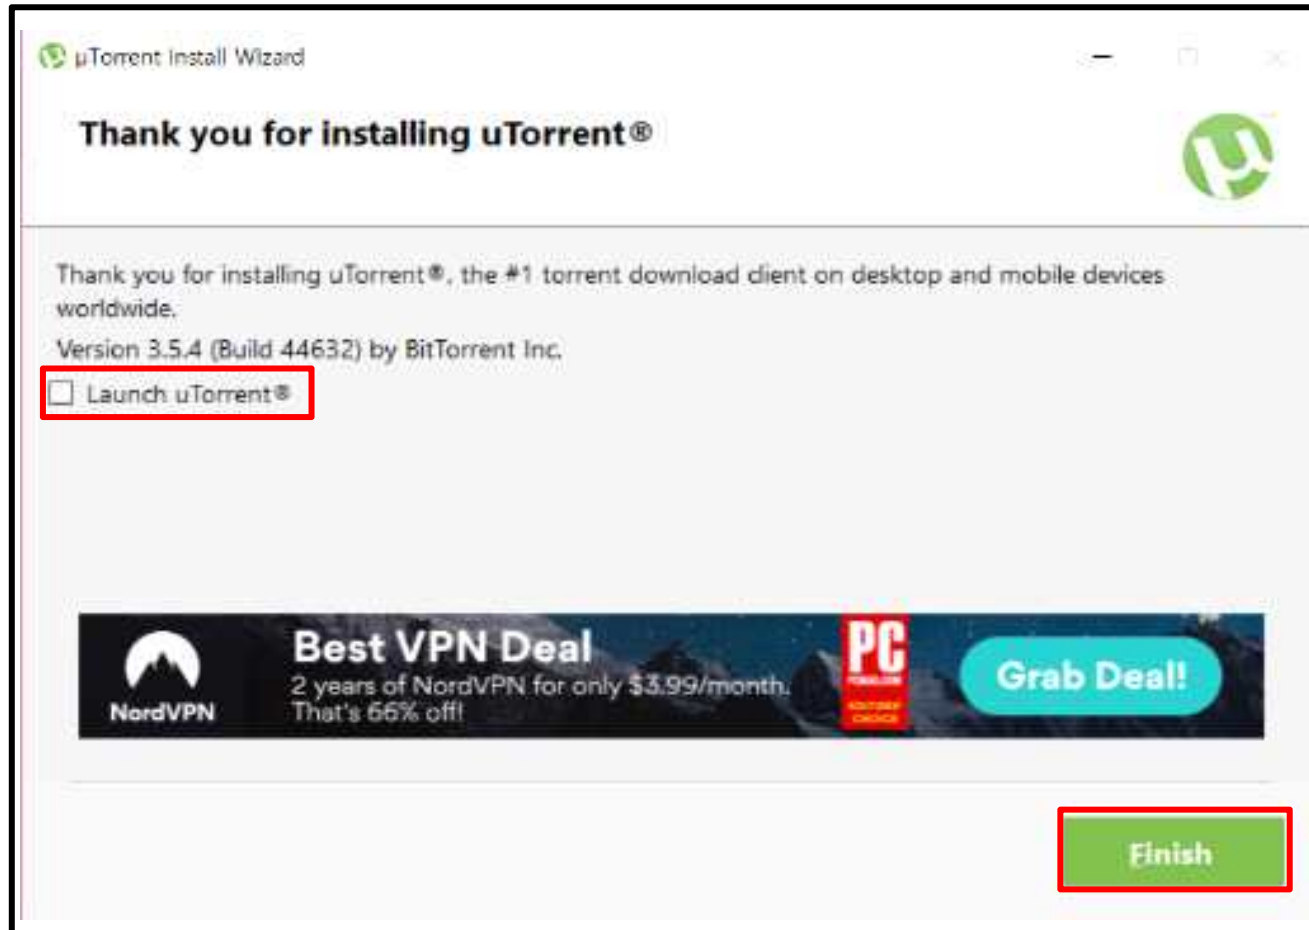 µTorrent Install Wizard
Thank you for installing uTorrent®
Thank you for installing uTorrent®, the #1 torrent download client on desktop and mobile devices
worldwide.
Version 3.5.4 (Build 44632) by BitTorrent Inc.
Launch uTorrent®
NordVPN
Best VPN Deal
2 years of NordVPN for only $3.99/month.
That's 66% off!
PC
EDITORS'
CHOICE
Grab Deal!
Finish